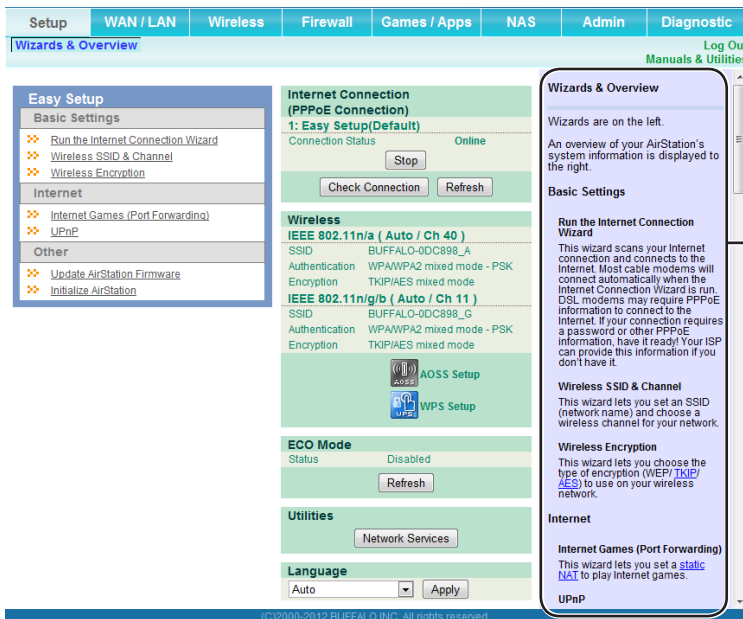 Setup WAN / LAN Wireless Firewall Games / Apps NAS Admin Diagnostic
Wizards & Overview
Log Ou
Manuals & Utilities
Easy Setup
Basic Settings
Run the Internet Connection Wizard
Wireless SSID & Channel
Wireless Encryption
Internet
Internet Games (Port Forwarding)
UPnP
Other
Update AirStation Firmware
Initialize AirStation
Internet Connection
(PPPoE Connection)
1: Easy Setup(Default)
Connection Status Online
Stop
Check Connection Refresh
Wireless
IEEE 802.11n/a ( Auto / Ch 40 )
SSID BUFFALO-0DC898_A
Authentication WPA/WPA2 mixed mode - PSK
Encryption TKIP/AES mixed mode
IEEE 802.11n/g/b ( Auto / Ch 11 )
SSID BUFFALO-0DC898_G
Authentication WPA/WPA2 mixed mode - PSK
Encryption TKIP/AES mixed mode
AOSS AOSS Setup
WPS WPS Setup
ECO Mode
Status Disabled
Refresh
Utilities
Network Services
Language
Auto Apply
Wizards & Overview
Wizards are on the left.
An overview of your AirStation's
system information is displayed to
the right.
Basic Settings
Run the Internet Connection
Wizard
This wizard scans your Internet
connection and connects to the
Internet. Most cable modems will
connect automatically when the
Internet Connection Wizard is run.
DSL modems may require PPPoE
information to connect to the
Internet. If your connection requires
a password or other PPPoE
information, have it ready! Your ISP
can provide this information if you
don't have it.
Wireless SSID & Channel
This wizard lets you set an SSID
(network name) and choose a
wireless channel for your network.
Wireless Encryption
This wizard lets you choose the
type of encryption (WEP/ TKIP/
AES) to use on your wireless
network.
Internet
Internet Games (Port Forwarding)
This wizard lets you set a static
NAT to play Internet games.
UPnP
(C)2000-2012 BUFFALO INC. All rights reserved.